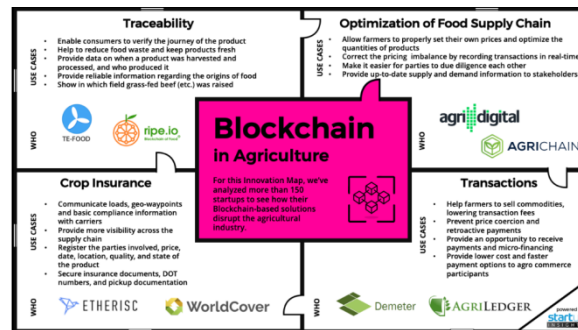 Traceability
USE CASES
• Enable consumers to verify the journey of the product
• Help to reduce food waste and keep products fresh
• Provide data on when a product was harvested and
processed, and who produced it
• Provide reliable information regarding the origins of food
• Show in which field grass-fed beef (etc.) was raised
WHO
TE-FOOD
ripe.io
Optimization of Food Supply Chain
USE CASES
• Allow farmers to properly set their own prices and optimize the
quantities of products
• Correct the pricing imbalance by recording transactions in real-time
• Make it easier for parties to due diligence each other
• Provide up-to-date supply and demand information to stakeholders
WHO
agridigital
AGRICHAIN
Blockchain
in Agriculture
For this Innovation Map, we've
analyzed more than 150
startups to see how their
Blockchain-based solutions
disrupt the agricultural
industry.
Crop Insurance
USE CASES
• Communicate loads, geo-waypoints
and basic compliance information
with carriers
• Provide more visibility across the
supply chain
• Register the parties involved, price,
date, location, quality, and state of
the product
• Secure insurance documents, DOT
numbers, and pickup documentation
WHO
ETHERISC
WorldCover
Transactions
USE CASES
• Help farmers to sell commodities,
lowering transaction fees
• Prevent price coercion and
retroactive payments
• Provide an opportunity to receive
payments and micro-financing
• Provide lower cost and faster
payment options to agro commerce
participants
WHO
Demeter
AGRILEDGER
powered